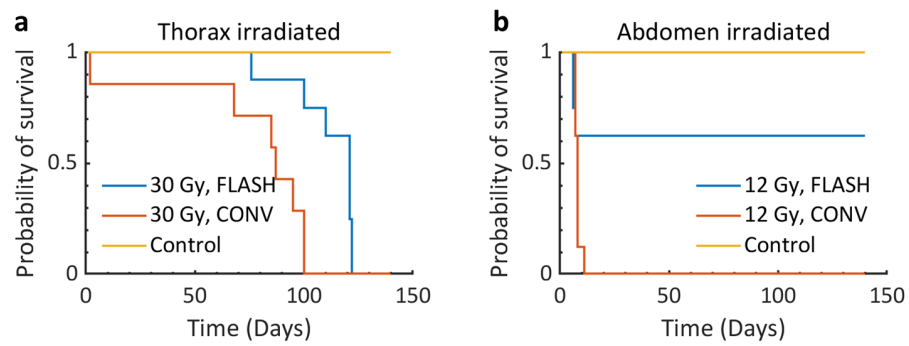 a
Thorax irradiated
Probability of survival
1
0.5
0
30 Gy, FLASH
30 Gy, CONV
Control
0
50
100
150
Time (Days)
b
Abdomen irradiated
Probability of survival
1
0.5
0
12 Gy, FLASH
12 Gy, CONV
Control
0
50
100
150
Time (Days)